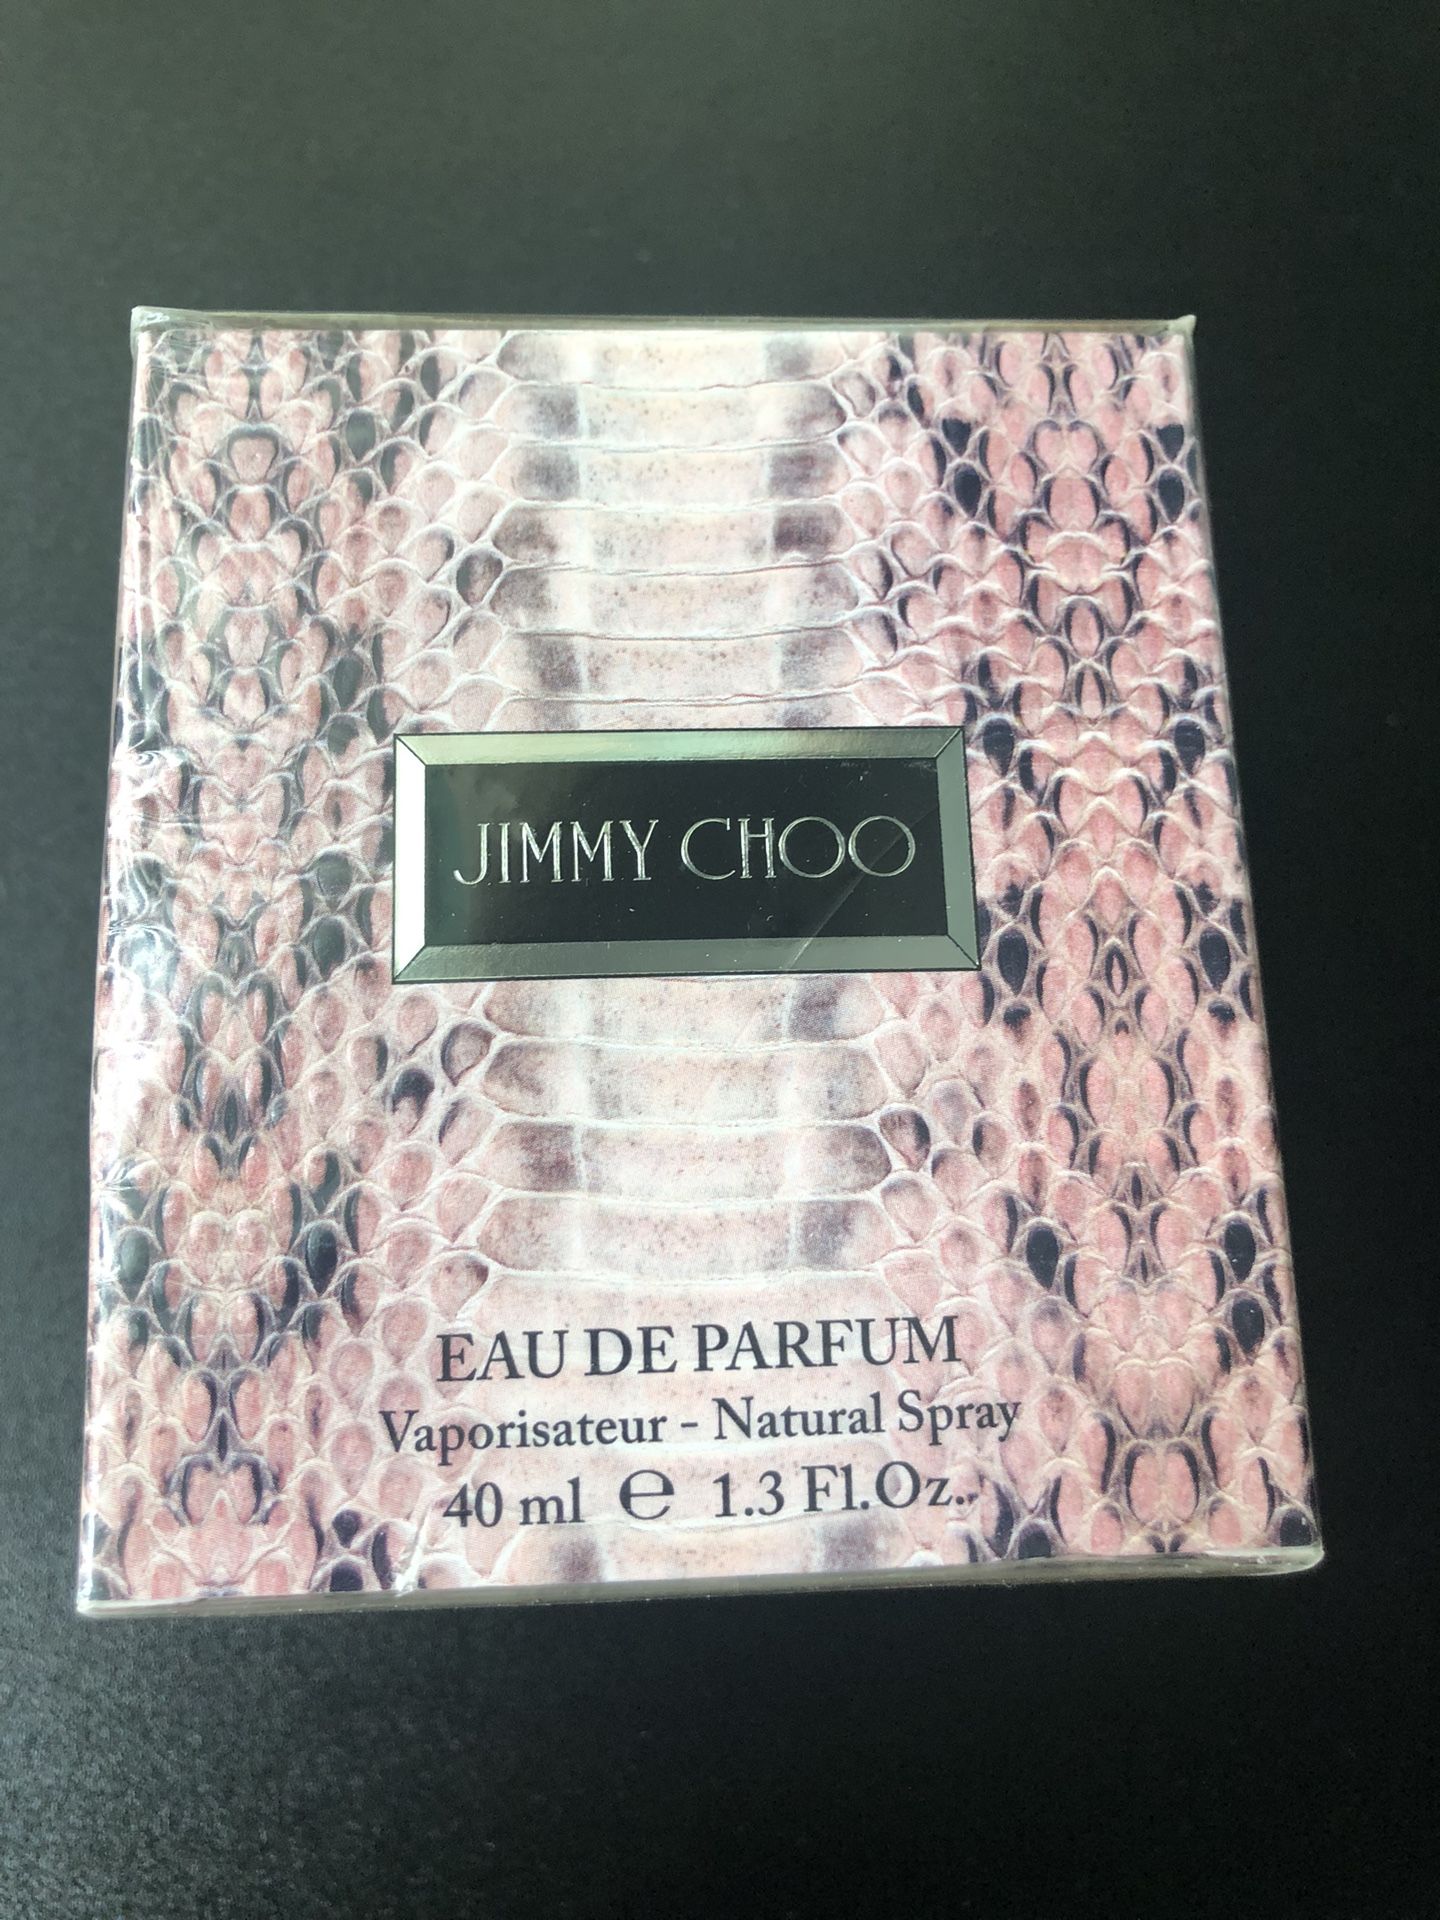 JIMMY CHOO
EAU DE PARFUM
Vaporisateur - Natural Spray
40 ml ℮ 1.3 Fl.Oz.